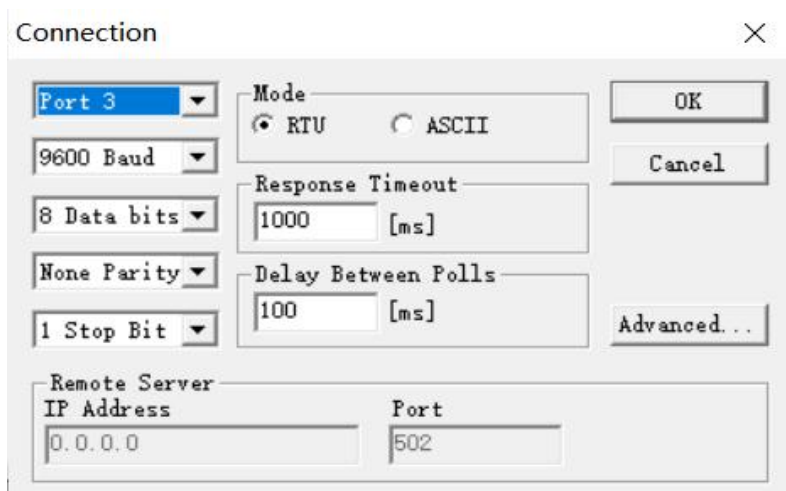 Connection
Port 3
9600 Baud
8 Data bits
None Parity
1 Stop Bit
Mode
RTU
ASCII
Response Timeout
1000 [ms]
Delay Between Polls
100 [ms]
OK
Cancel
Advanced...
Remote Server
IP Address
0.0.0.0
Port
502